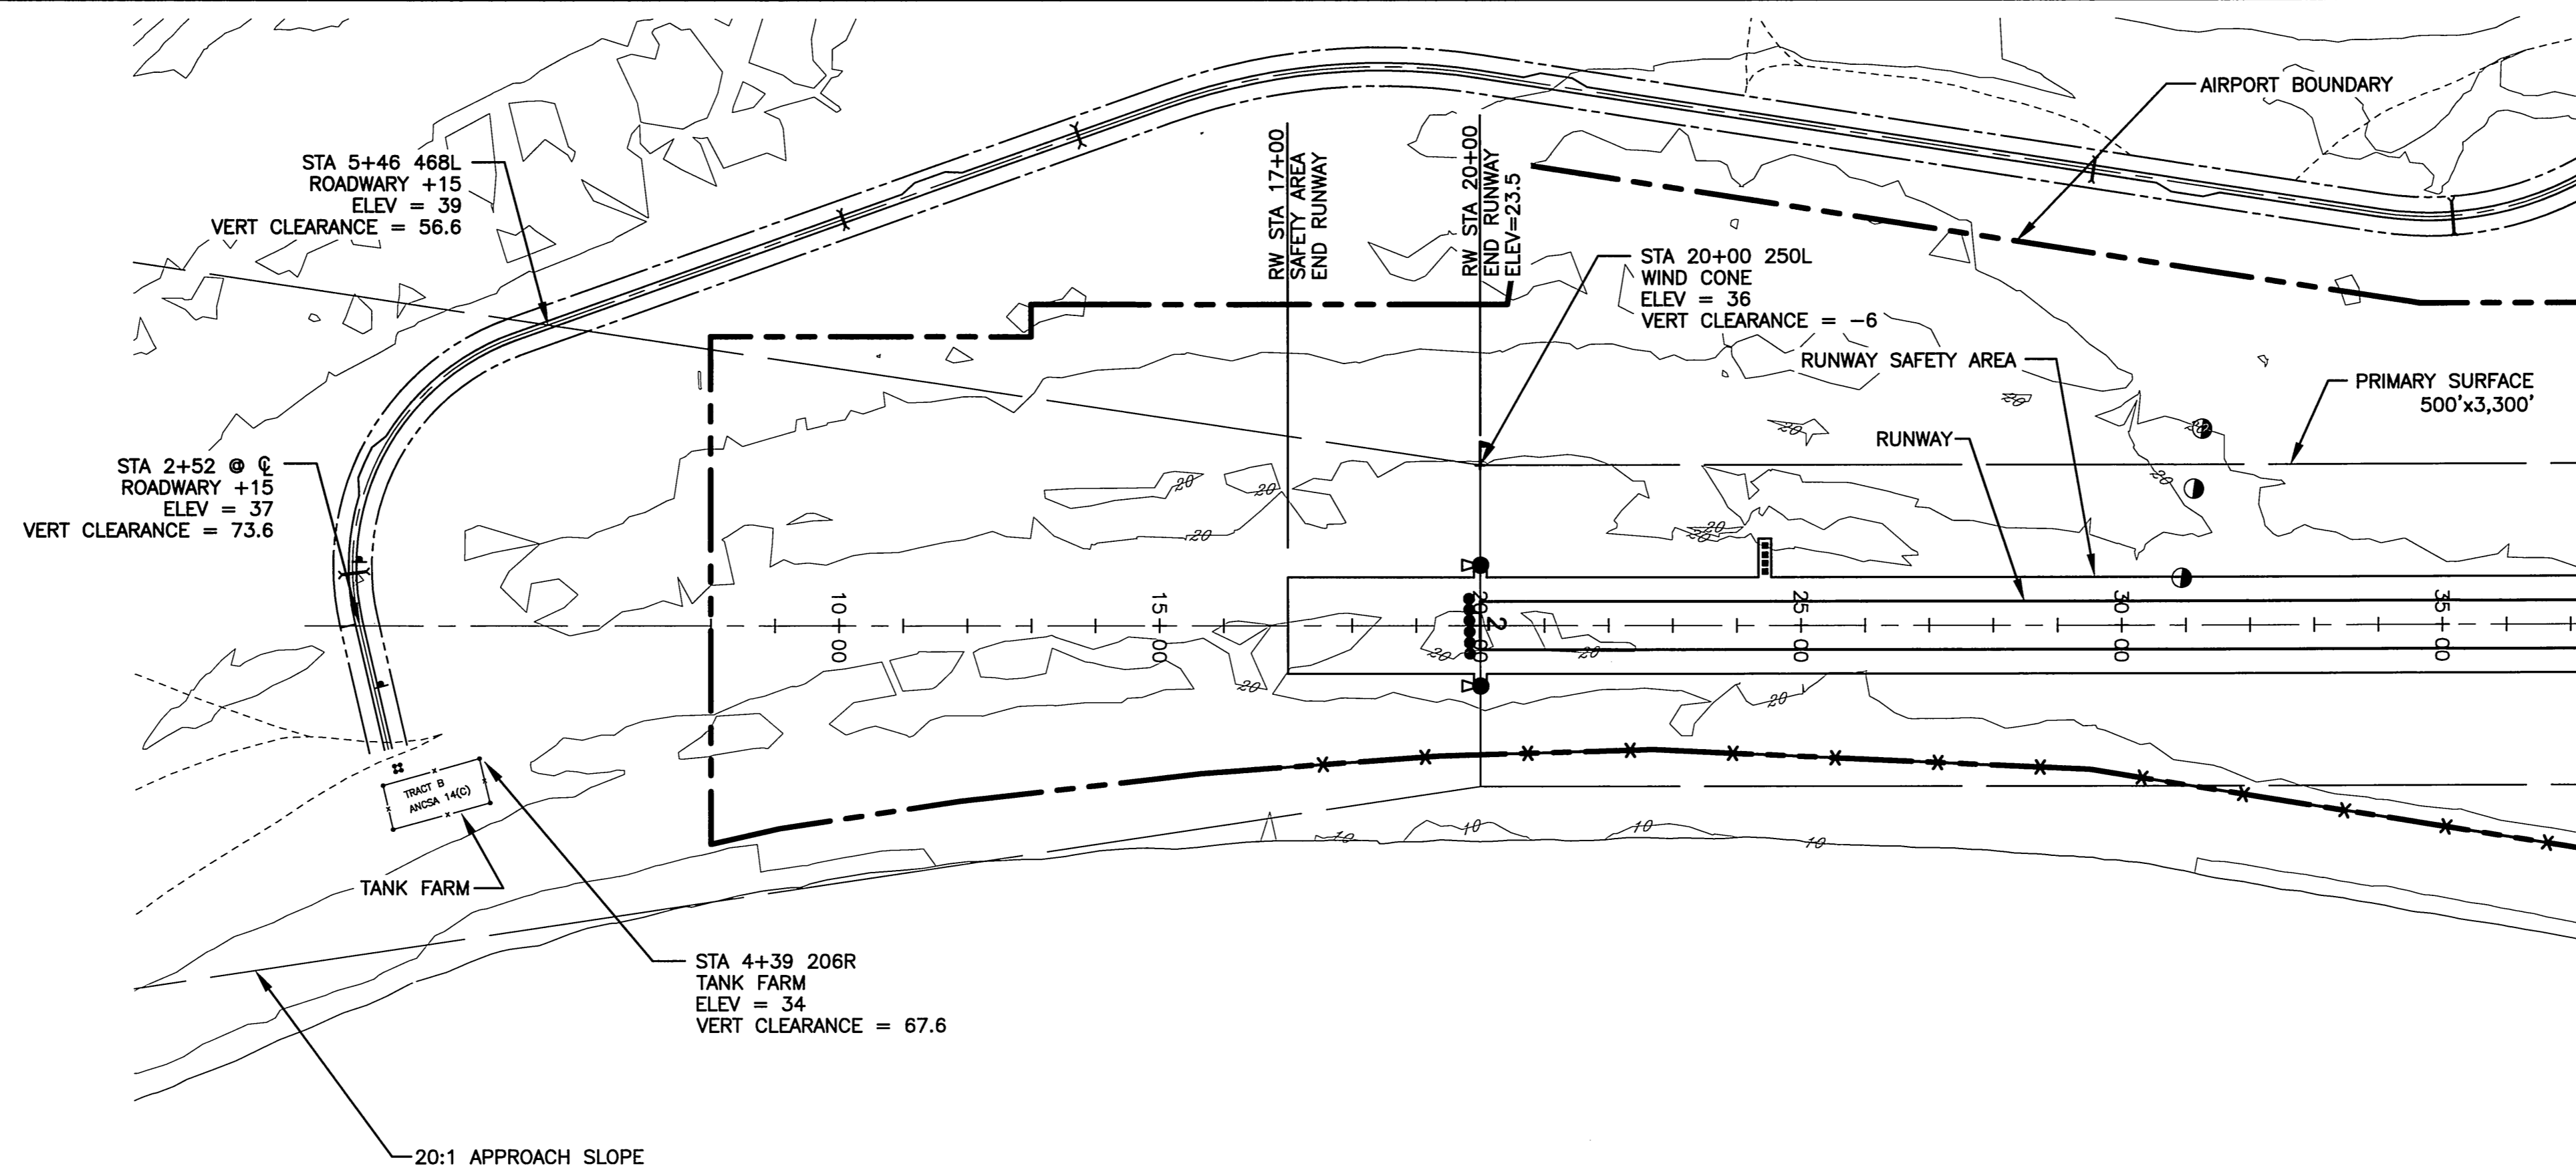 AIRPORT BOUNDARY
STA 5+46 468L
ROADWARY +15
ELEV = 39
VERT CLEARANCE = 56.6
RW STA 17+00
SAFETY AREA
END RUNWAY
RW STA 20+00
END RUNWAY
ELEV=23.5
STA 20+00 250L
WIND CONE
ELEV = 36
VERT CLEARANCE = -6
RUNWAY SAFETY AREA
PRIMARY SURFACE
500'x3,300'
RUNWAY
STA 2+52 @ ℄
ROADWARY +15
ELEV = 37
VERT CLEARANCE = 73.6
20
20
20
20
20
20
20
20
20
10 00
15 00
20 00
2
25 00
30 00
35 00
20
20
20
20
TRACT B
ANCSA 14(C)
10
10
10
10
TANK FARM
STA 4+39 206R
TANK FARM
ELEV = 34
VERT CLEARANCE = 67.6
20:1 APPROACH SLOPE